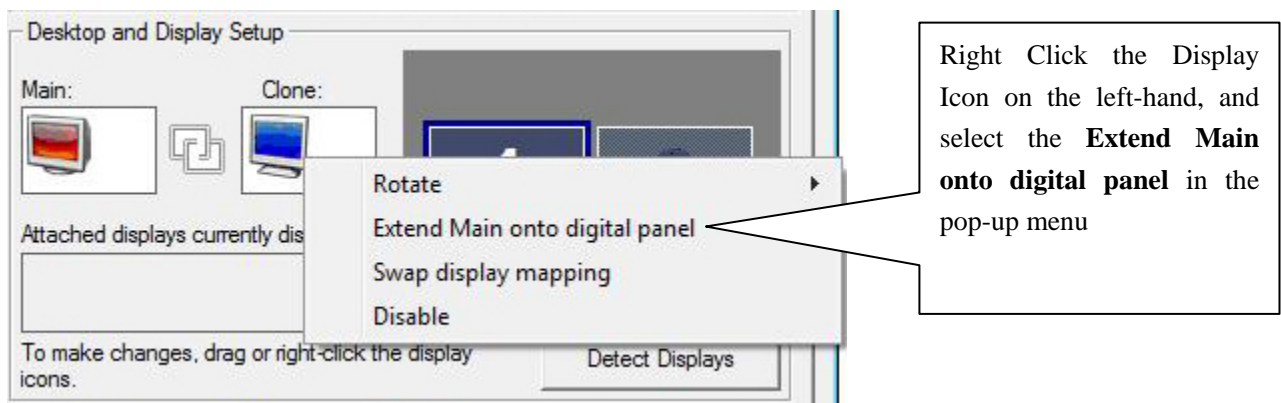 Desktop and Display Setup
Main: Clone:
Rotate
Extend Main onto digital panel
Swap display mapping
Disable
Attached displays currently dis
To make changes, drag or right-click the display
icons.
Detect Displays
Right Click the Display
Icon on the left-hand, and
select the Extend Main
onto digital panel in the
pop-up menu